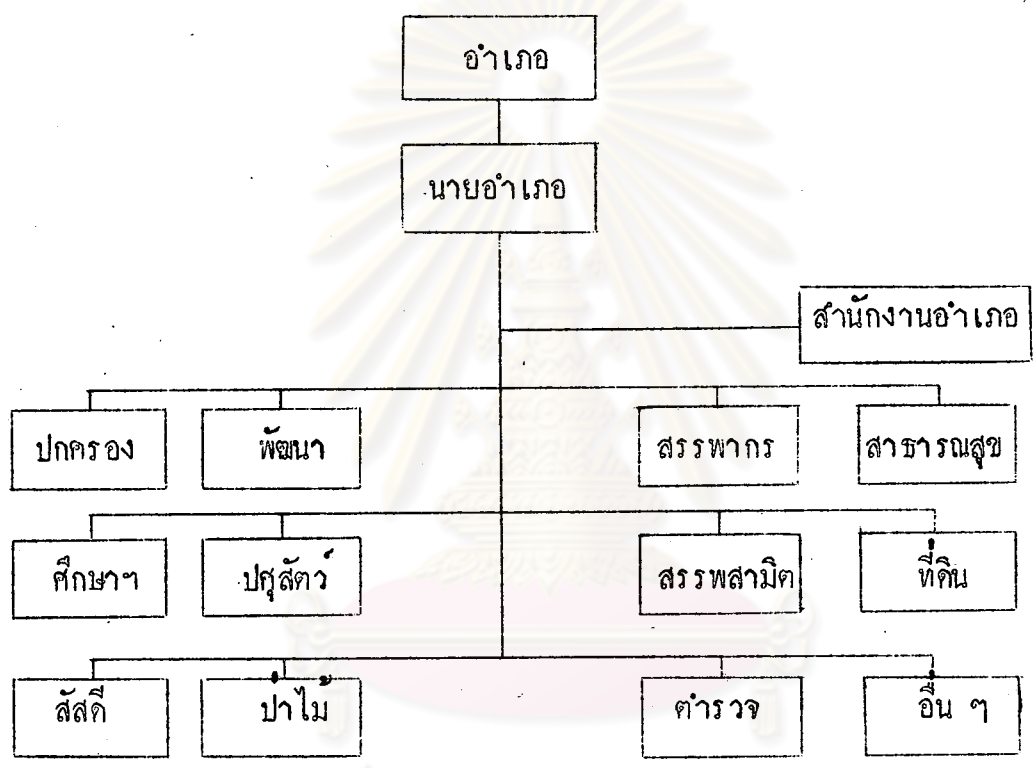 อำเภอ
นายอำเภอ
สำนักงานอำเภอ
ปกครอง พัฒนา สรรพากร สาธารณสุข
ศึกษาฯ ปศุสัตว์ สรรพสามิต ที่ดิน
สัสดี ป่าไม้ ตำรวจ อื่น ๆ